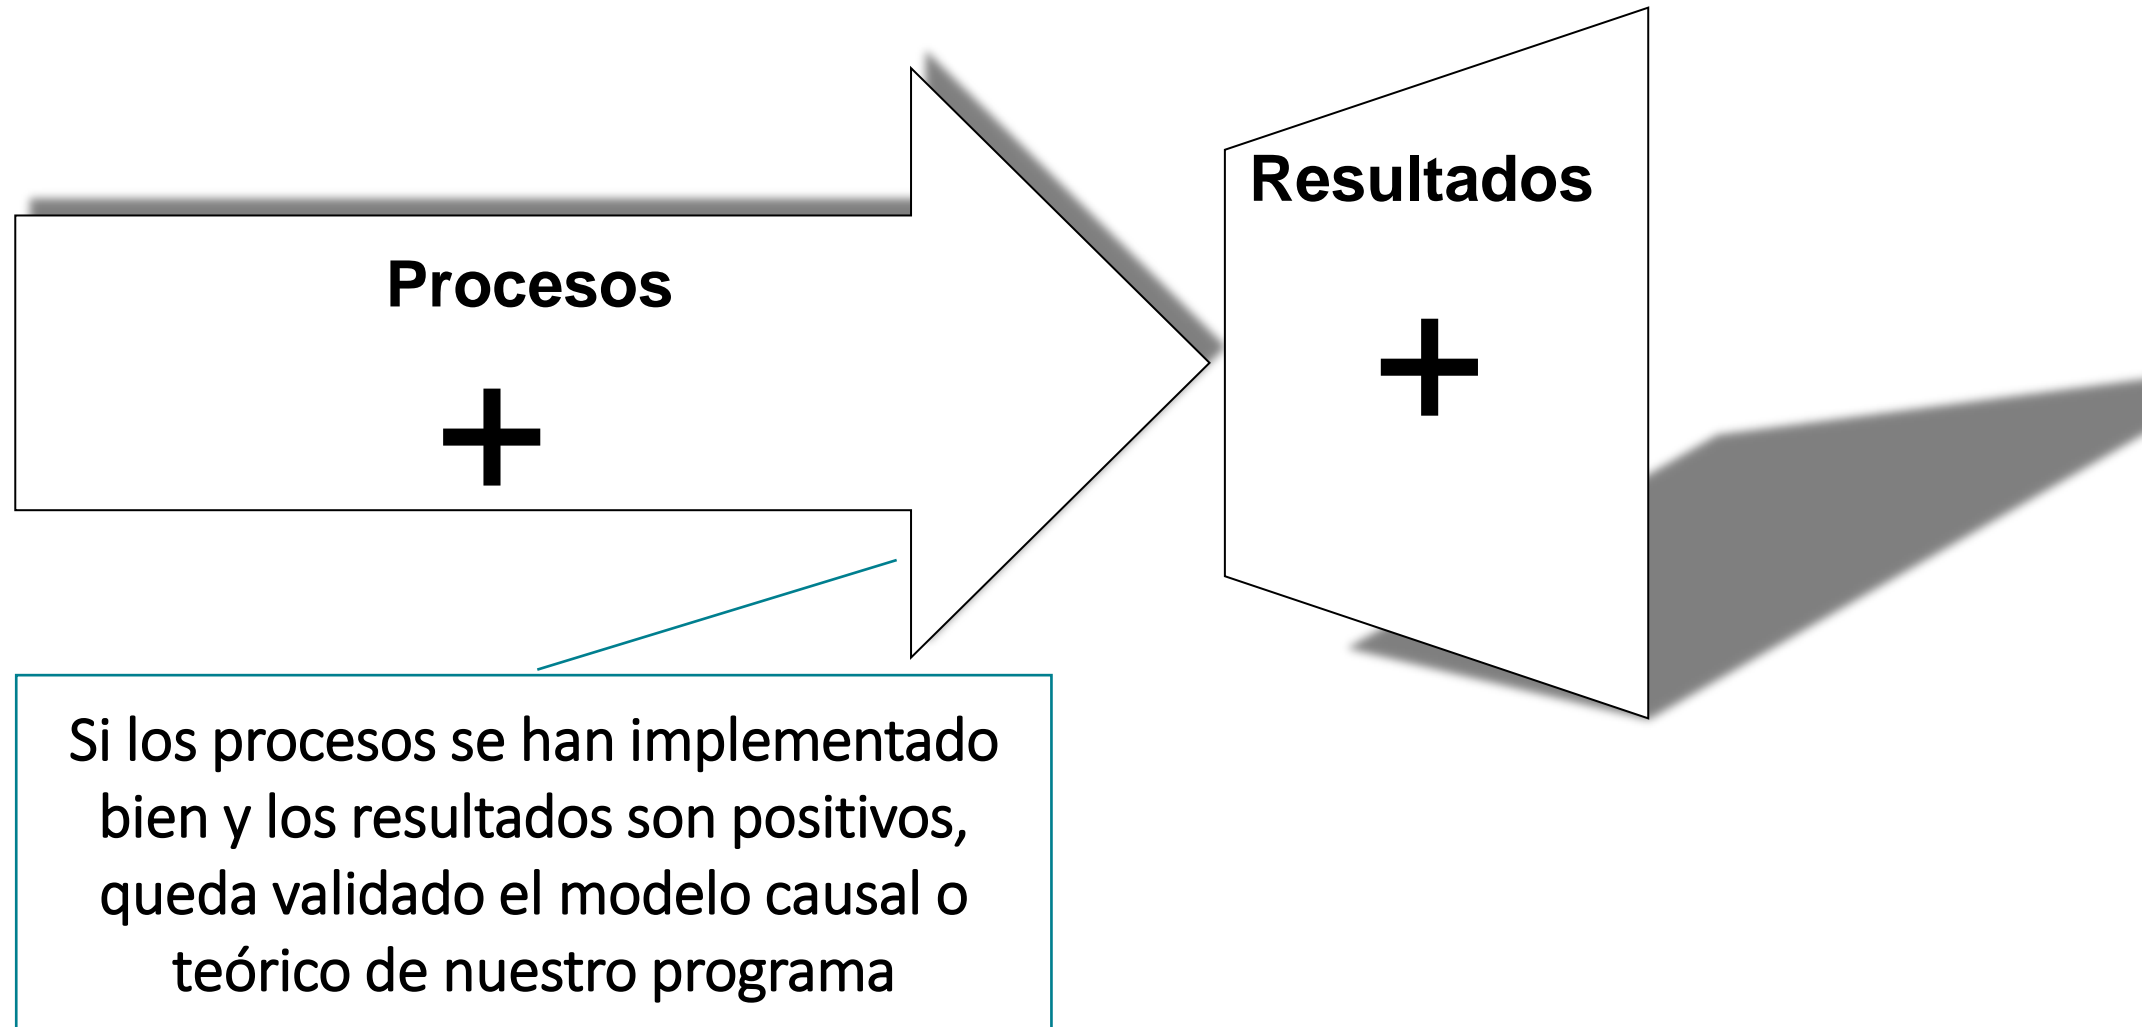 Procesos
+
Resultados
+
Si los procesos se han implementado
bien y los resultados son positivos,
queda validado el modelo causal o
teórico de nuestro programa